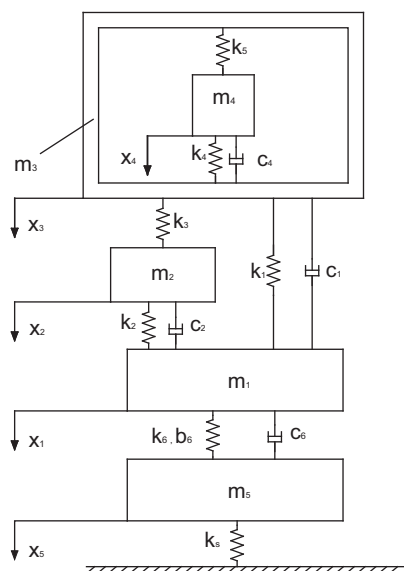 k₅
m₄
x₄
k₄
c₄
m₃
x₃
k₃
m₂
k₁
c₁
x₂
k₂
c₂
m₁
x₁
k₆ , b₆
c₆
m₅
x₅
kₛ